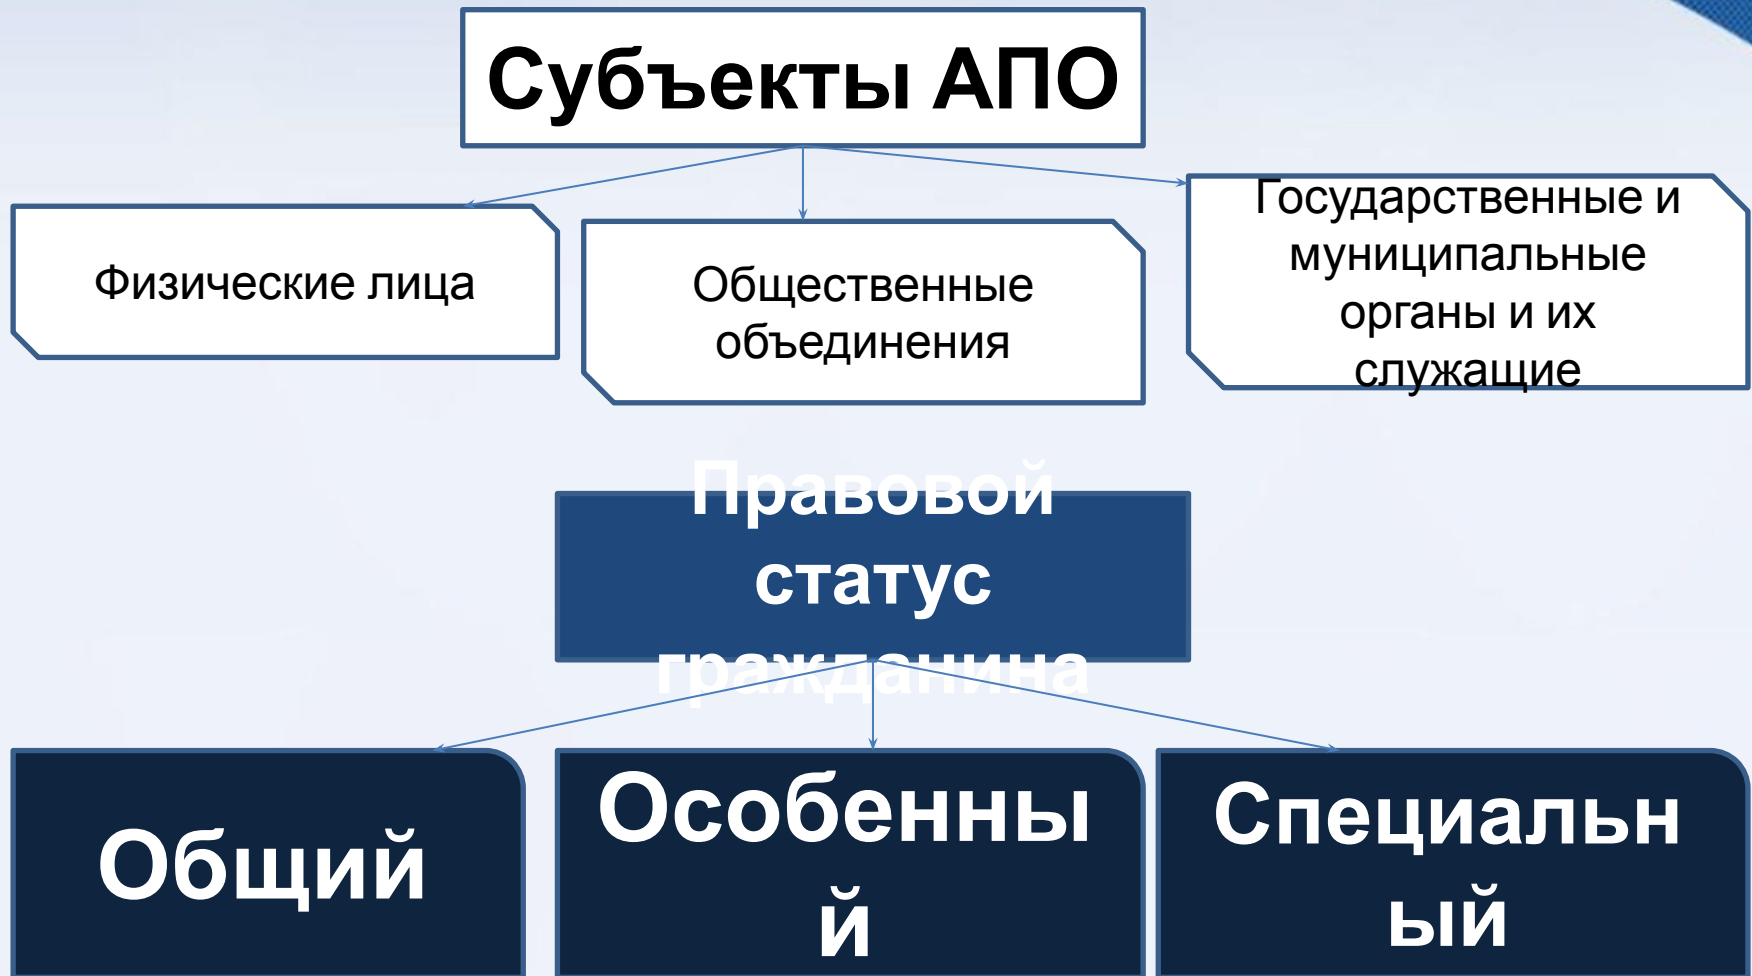 Субъекты АПО
Физические лица
Общественные
объединения
Государственные и
муниципальные
органы и их
служащие
Правовой
статус
гражданина
Общий
Особенны
й
Специальн
ый